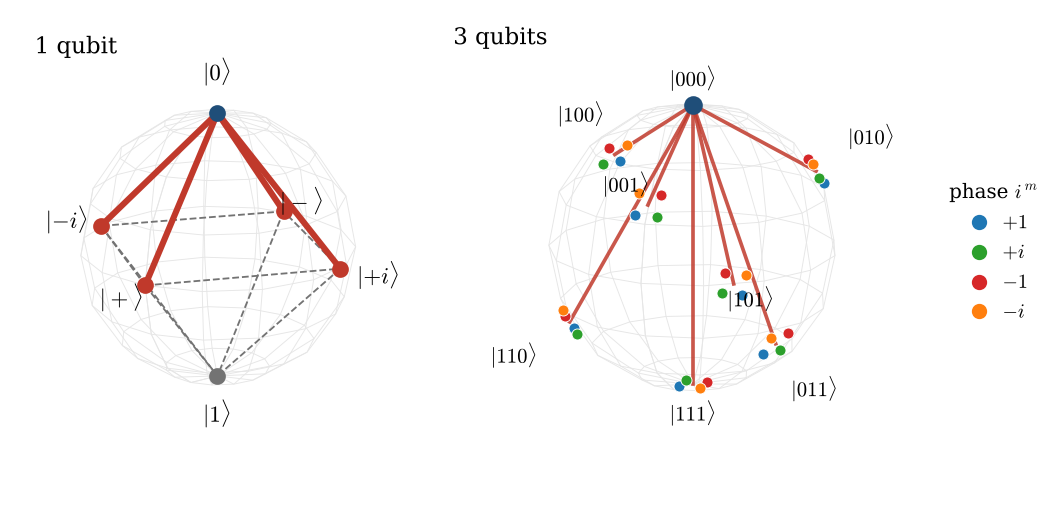 1 qubit
|0⟩
|−i⟩
|−⟩
|+i⟩
|+⟩
|1⟩
3 qubits
|000⟩
|100⟩
|010⟩
|001⟩
|101⟩
|110⟩
|011⟩
|111⟩
phase i^m
+1
+i
−1
−i